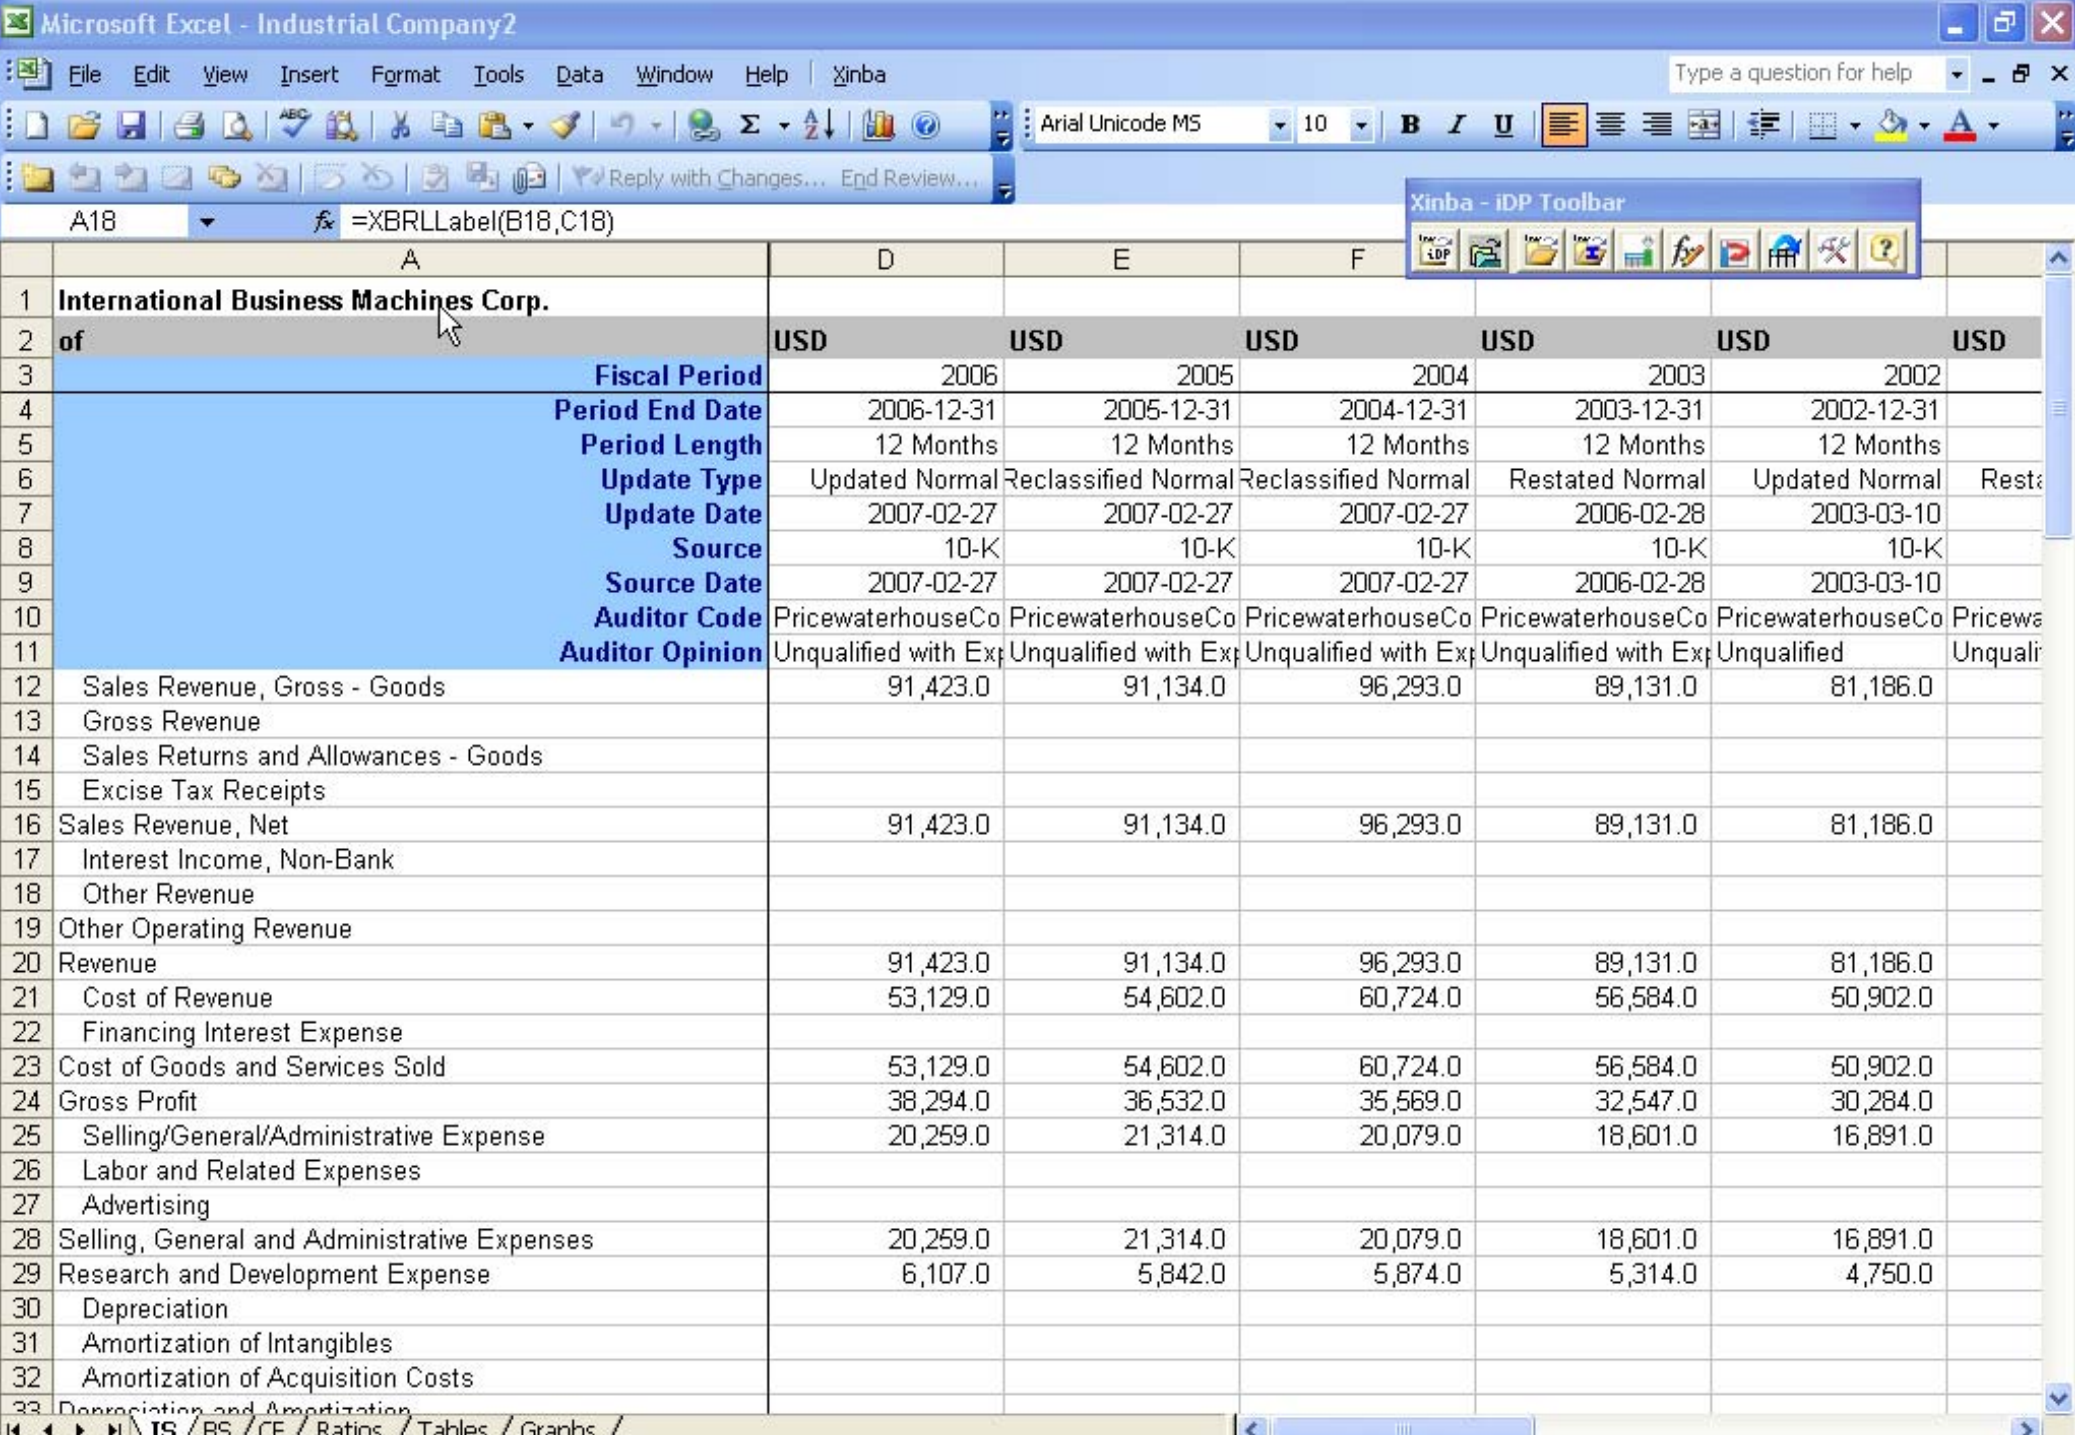 Microsoft Excel - Industrial Company2
File Edit View Insert Format Tools Data Window Help Xinba Type a question for help
Arial Unicode MS 10 B I U
Reply with Changes... End Review...
Xinba - iDP Toolbar
A18 fx =XBRLLabel(B18,C18)
A D E F
1 International Business Machines Corp.
2 of USD USD USD USD USD USD
3 Fiscal Period 2006 2005 2004 2003 2002
4 Period End Date 2006-12-31 2005-12-31 2004-12-31 2003-12-31 2002-12-31
5 Period Length 12 Months 12 Months 12 Months 12 Months 12 Months
6 Update Type Updated Normal Reclassified Normal Reclassified Normal Restated Normal Updated Normal Resta
7 Update Date 2007-02-27 2007-02-27 2007-02-27 2006-02-28 2003-03-10
8 Source 10-K 10-K 10-K 10-K 10-K
9 Source Date 2007-02-27 2007-02-27 2007-02-27 2006-02-28 2003-03-10
10 Auditor Code PricewaterhouseCo PricewaterhouseCo PricewaterhouseCo PricewaterhouseCo PricewaterhouseCo Pricewa
11 Auditor Opinion Unqualified with Exp Unqualified with Exp Unqualified with Exp Unqualified with Exp Unqualified Unquali
12 Sales Revenue, Gross - Goods 91,423.0 91,134.0 96,293.0 89,131.0 81,186.0
13 Gross Revenue
14 Sales Returns and Allowances - Goods
15 Excise Tax Receipts
16 Sales Revenue, Net 91,423.0 91,134.0 96,293.0 89,131.0 81,186.0
17 Interest Income, Non-Bank
18 Other Revenue
19 Other Operating Revenue
20 Revenue 91,423.0 91,134.0 96,293.0 89,131.0 81,186.0
21 Cost of Revenue 53,129.0 54,602.0 60,724.0 56,584.0 50,902.0
22 Financing Interest Expense
23 Cost of Goods and Services Sold 53,129.0 54,602.0 60,724.0 56,584.0 50,902.0
24 Gross Profit 38,294.0 36,532.0 35,569.0 32,547.0 30,284.0
25 Selling/General/Administrative Expense 20,259.0 21,314.0 20,079.0 18,601.0 16,891.0
26 Labor and Related Expenses
27 Advertising
28 Selling, General and Administrative Expenses 20,259.0 21,314.0 20,079.0 18,601.0 16,891.0
29 Research and Development Expense 6,107.0 5,842.0 5,874.0 5,314.0 4,750.0
30 Depreciation
31 Amortization of Intangibles
32 Amortization of Acquisition Costs
33 Depreciation and Amortization
IS BS CF Ratios Tables Graphs